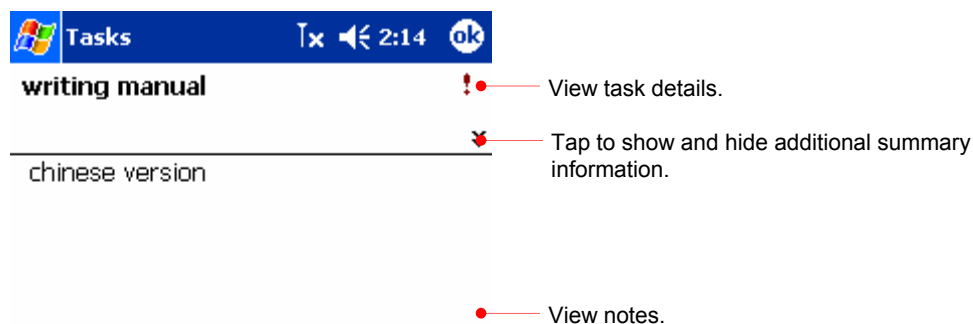 Tasks 2:14 ok
writing manual !
View task details.
Tap to show and hide additional summary
information.
chinese version
View notes.